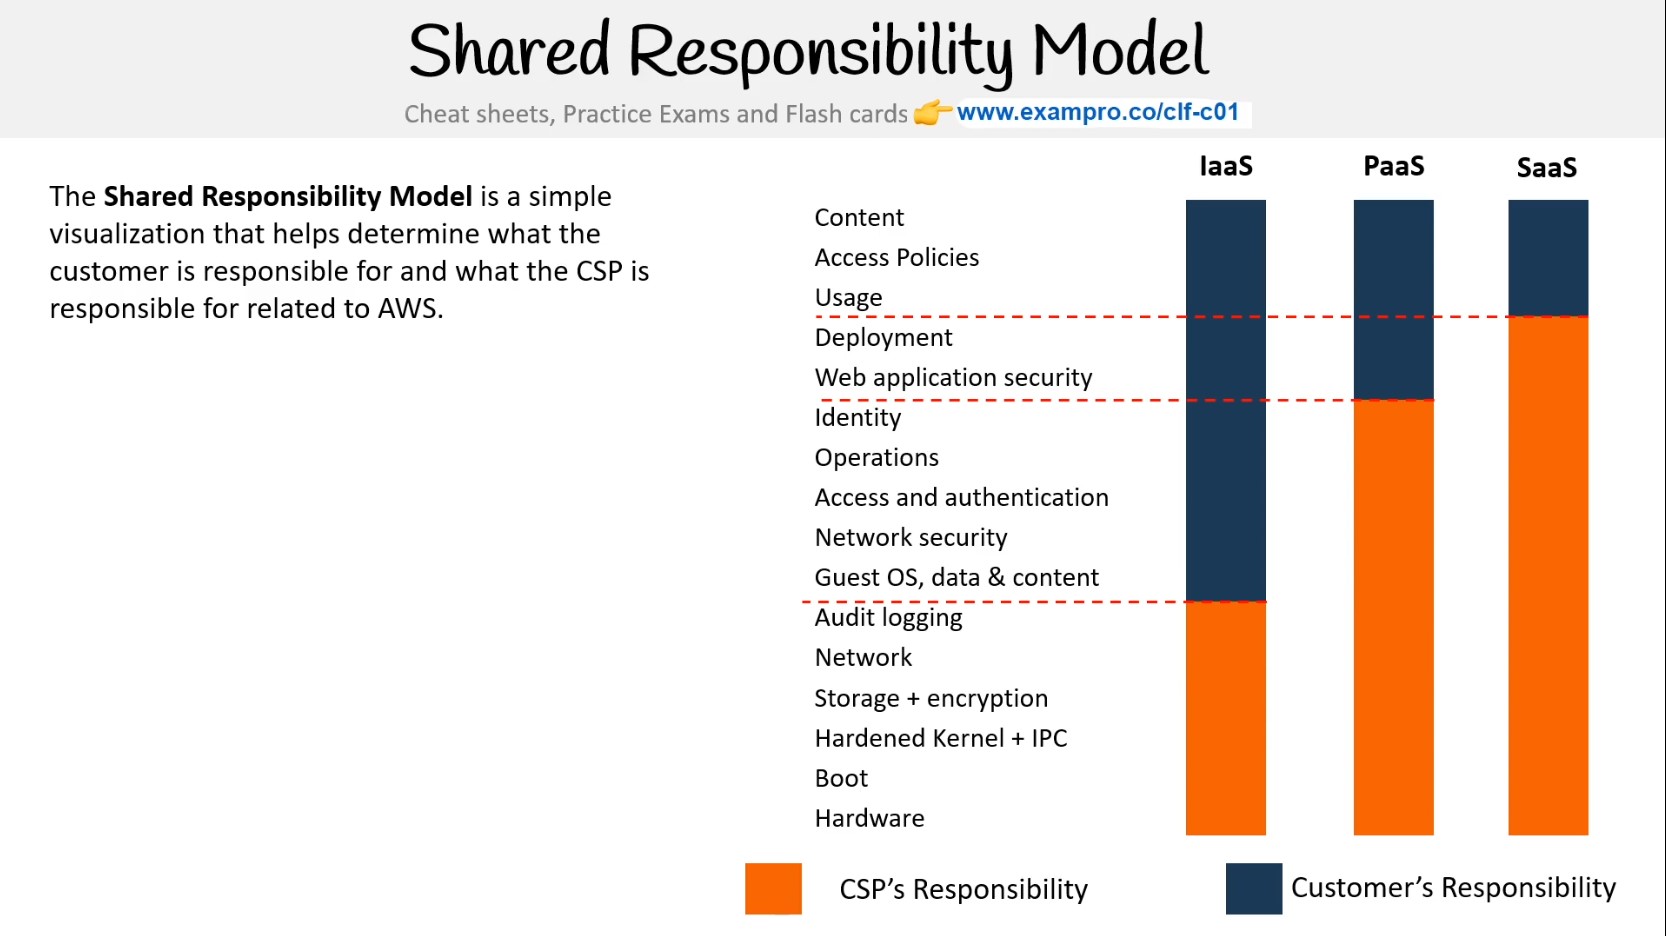 Shared Responsibility Model
Cheat sheets, Practice Exams and Flash cards 👉 www.exampro.co/clf-c01
The Shared Responsibility Model is a simple
visualization that helps determine what the
customer is responsible for and what the CSP is
responsible for related to AWS.
IaaS PaaS SaaS
Content
Access Policies
Usage
Deployment
Web application security
Identity
Operations
Access and authentication
Network security
Guest OS, data & content
Audit logging
Network
Storage + encryption
Hardened Kernel + IPC
Boot
Hardware
CSP’s Responsibility Customer’s Responsibility